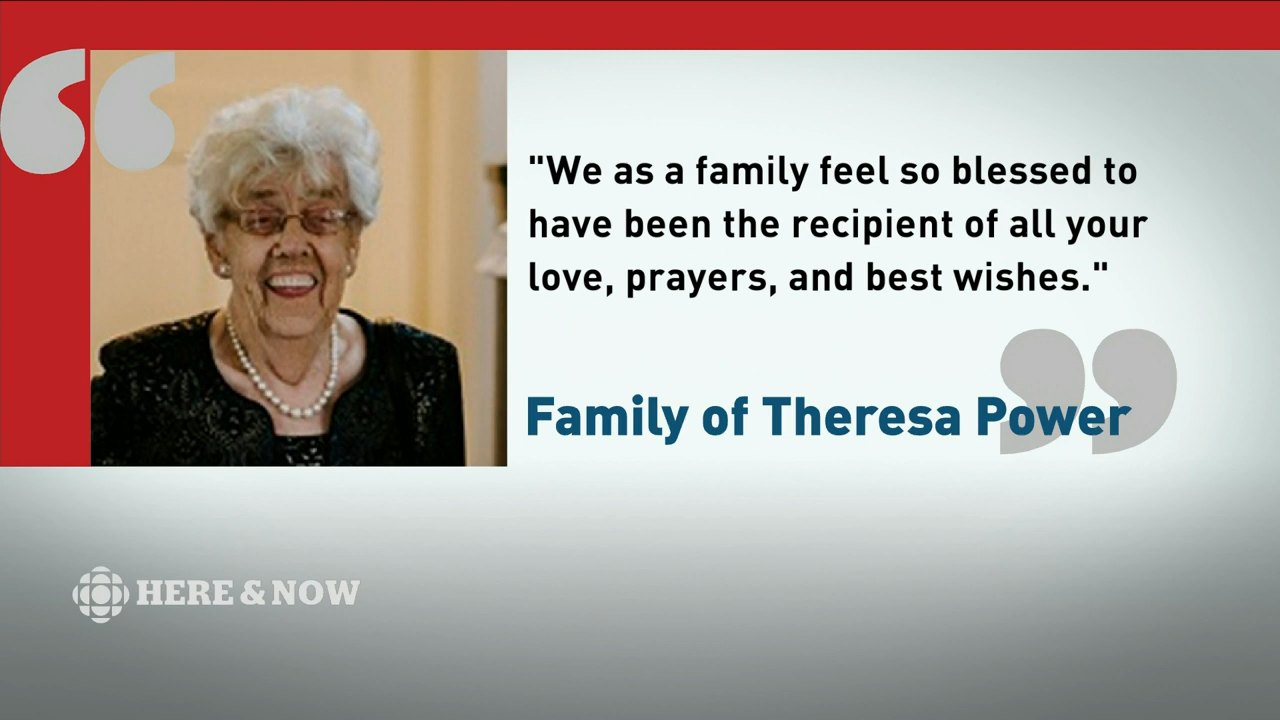 "We as a family feel so blessed to
have been the recipient of all your
love, prayers, and best wishes."
Family of Theresa Power
HERE & NOW